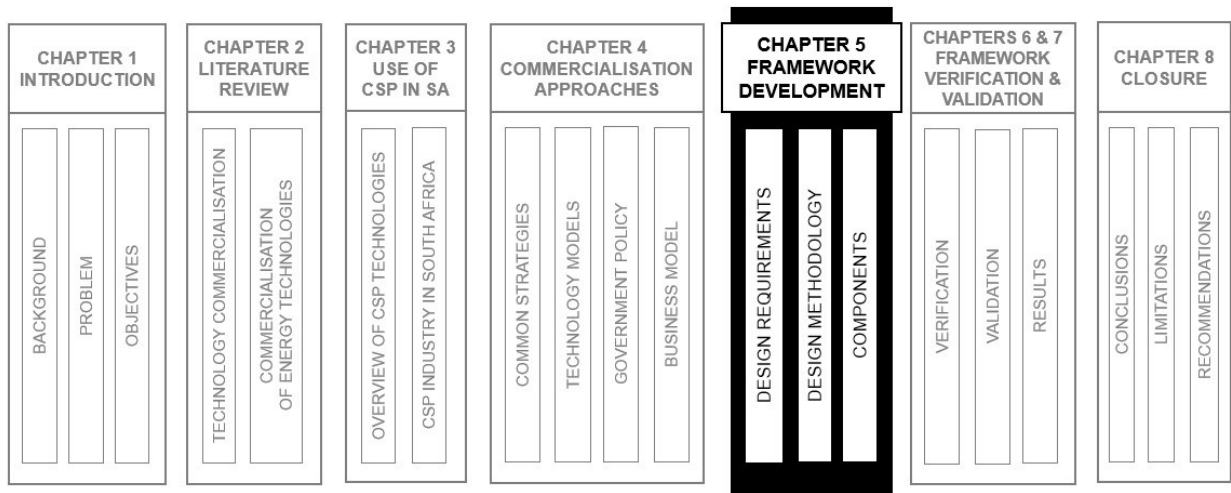 CHAPTER 1
INTRODUCTION
BACKGROUND
PROBLEM
OBJECTIVES
CHAPTER 2
LITERATURE
REVIEW
TECHNOLOGY COMMERCIALISATION
COMMERCIALISATION
OF ENERGY TECHNOLOGIES
CHAPTER 3
USE OF
CSP IN SA
OVERVIEW OF CSP TECHNOLOGIES
CSP INDUSTRY IN SOUTH AFRICA
CHAPTER 4
COMMERCIALISATION
APPROACHES
COMMON STRATEGIES
TECHNOLOGY MODELS
GOVERNMENT POLICY
BUSINESS MODEL
CHAPTER 5
FRAMEWORK
DEVELOPMENT
DESIGN REQUIREMENTS
DESIGN METHODOLOGY
COMPONENTS
CHAPTERS 6 & 7
FRAMEWORK
VERIFICATION &
VALIDATION
VERIFICATION
VALIDATION
RESULTS
CHAPTER 8
CLOSURE
CONCLUSIONS
LIMITATIONS
RECOMMENDATIONS